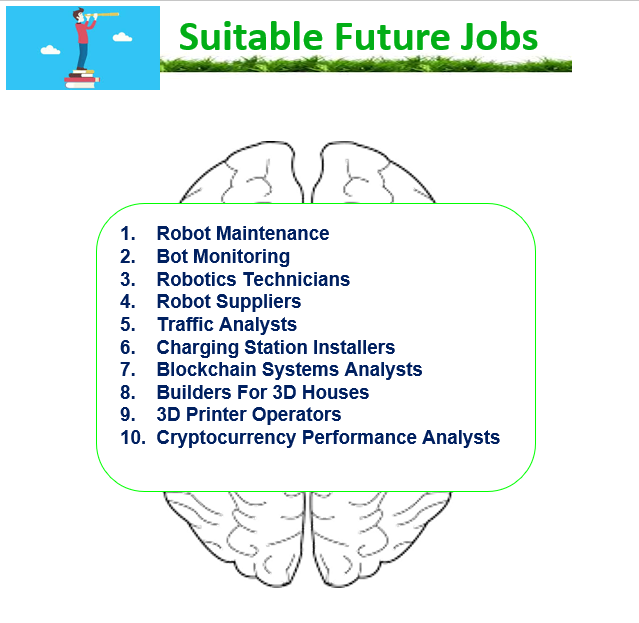 Suitable Future Jobs
1. Robot Maintenance
2. Bot Monitoring
3. Robotics Technicians
4. Robot Suppliers
5. Traffic Analysts
6. Charging Station Installers
7. Blockchain Systems Analysts
8. Builders For 3D Houses
9. 3D Printer Operators
10. Cryptocurrency Performance Analysts